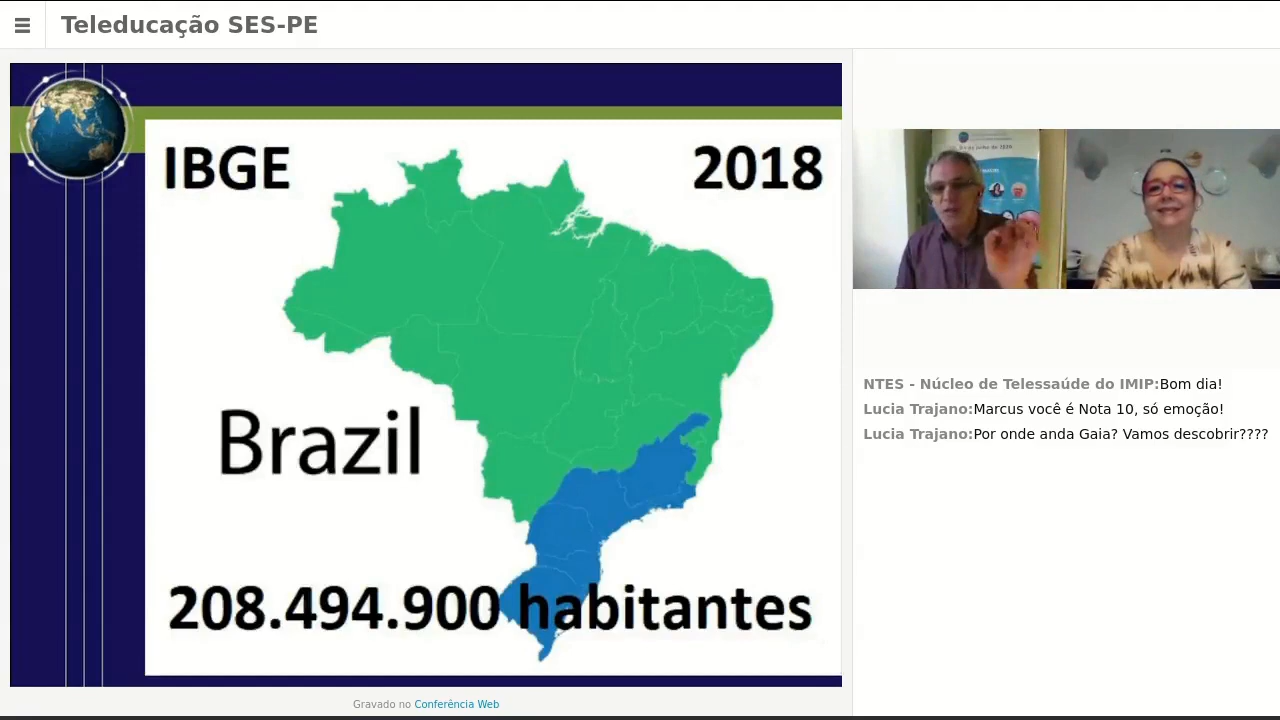 Teleducação SES-PE
IBGE 2018
Brazil
208.494.900 habitantes
NTES - Núcleo de Telessaúde do IMIP:Bom dia!
Lucia Trajano:Marcus você é Nota 10, só emoção!
Lucia Trajano:Por onde anda Gaia? Vamos descobrir????
Gravado no Conferência Web